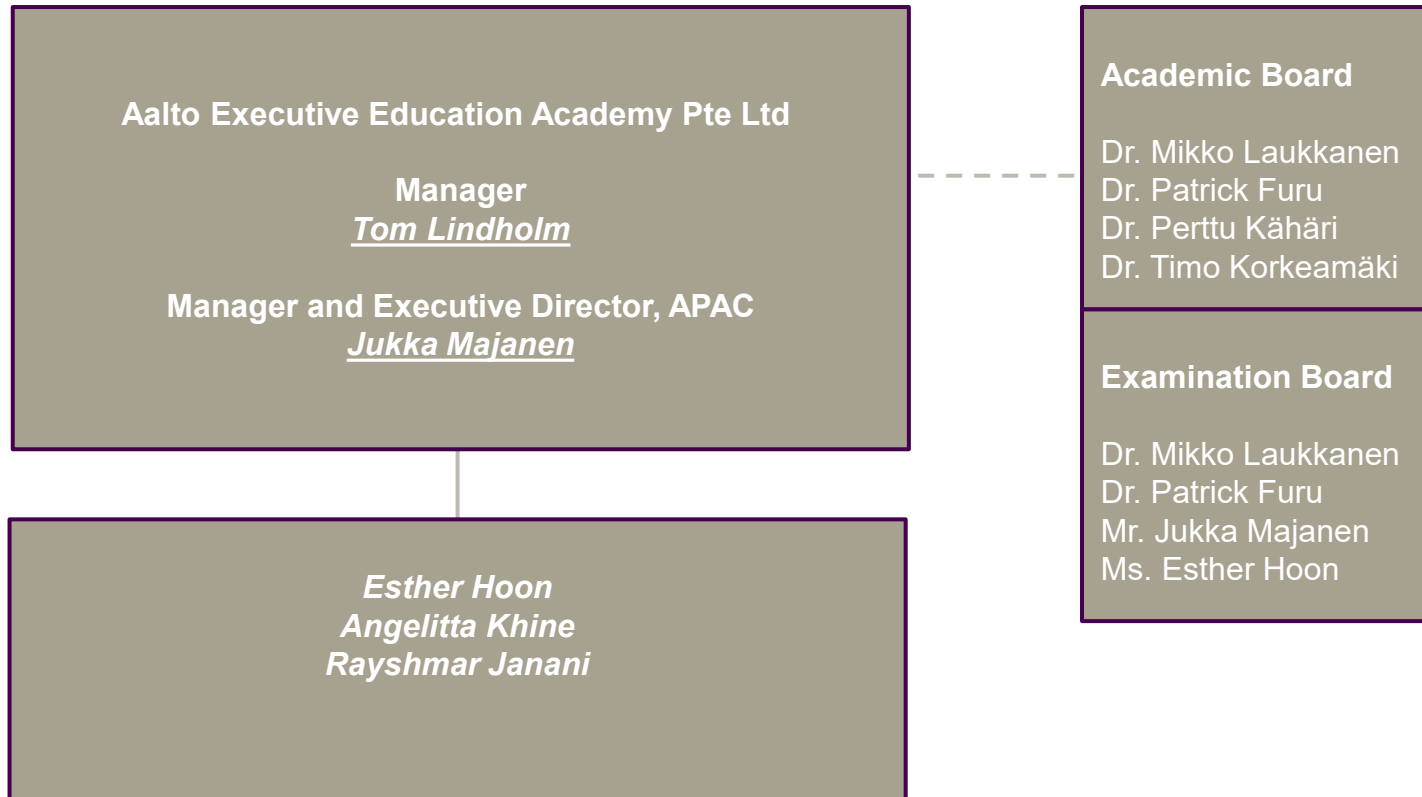 Aalto Executive Education Academy Pte Ltd
Manager
Tom Lindholm
Manager and Executive Director, APAC
Jukka Majanen
Esther Hoon
Angelitta Khine
Rayshmar Janani
Academic Board
Dr. Mikko Laukkanen
Dr. Patrick Furu
Dr. Perttu Kähäri
Dr. Timo Korkeamäki
Examination Board
Dr. Mikko Laukkanen
Dr. Patrick Furu
Mr. Jukka Majanen
Ms. Esther Hoon